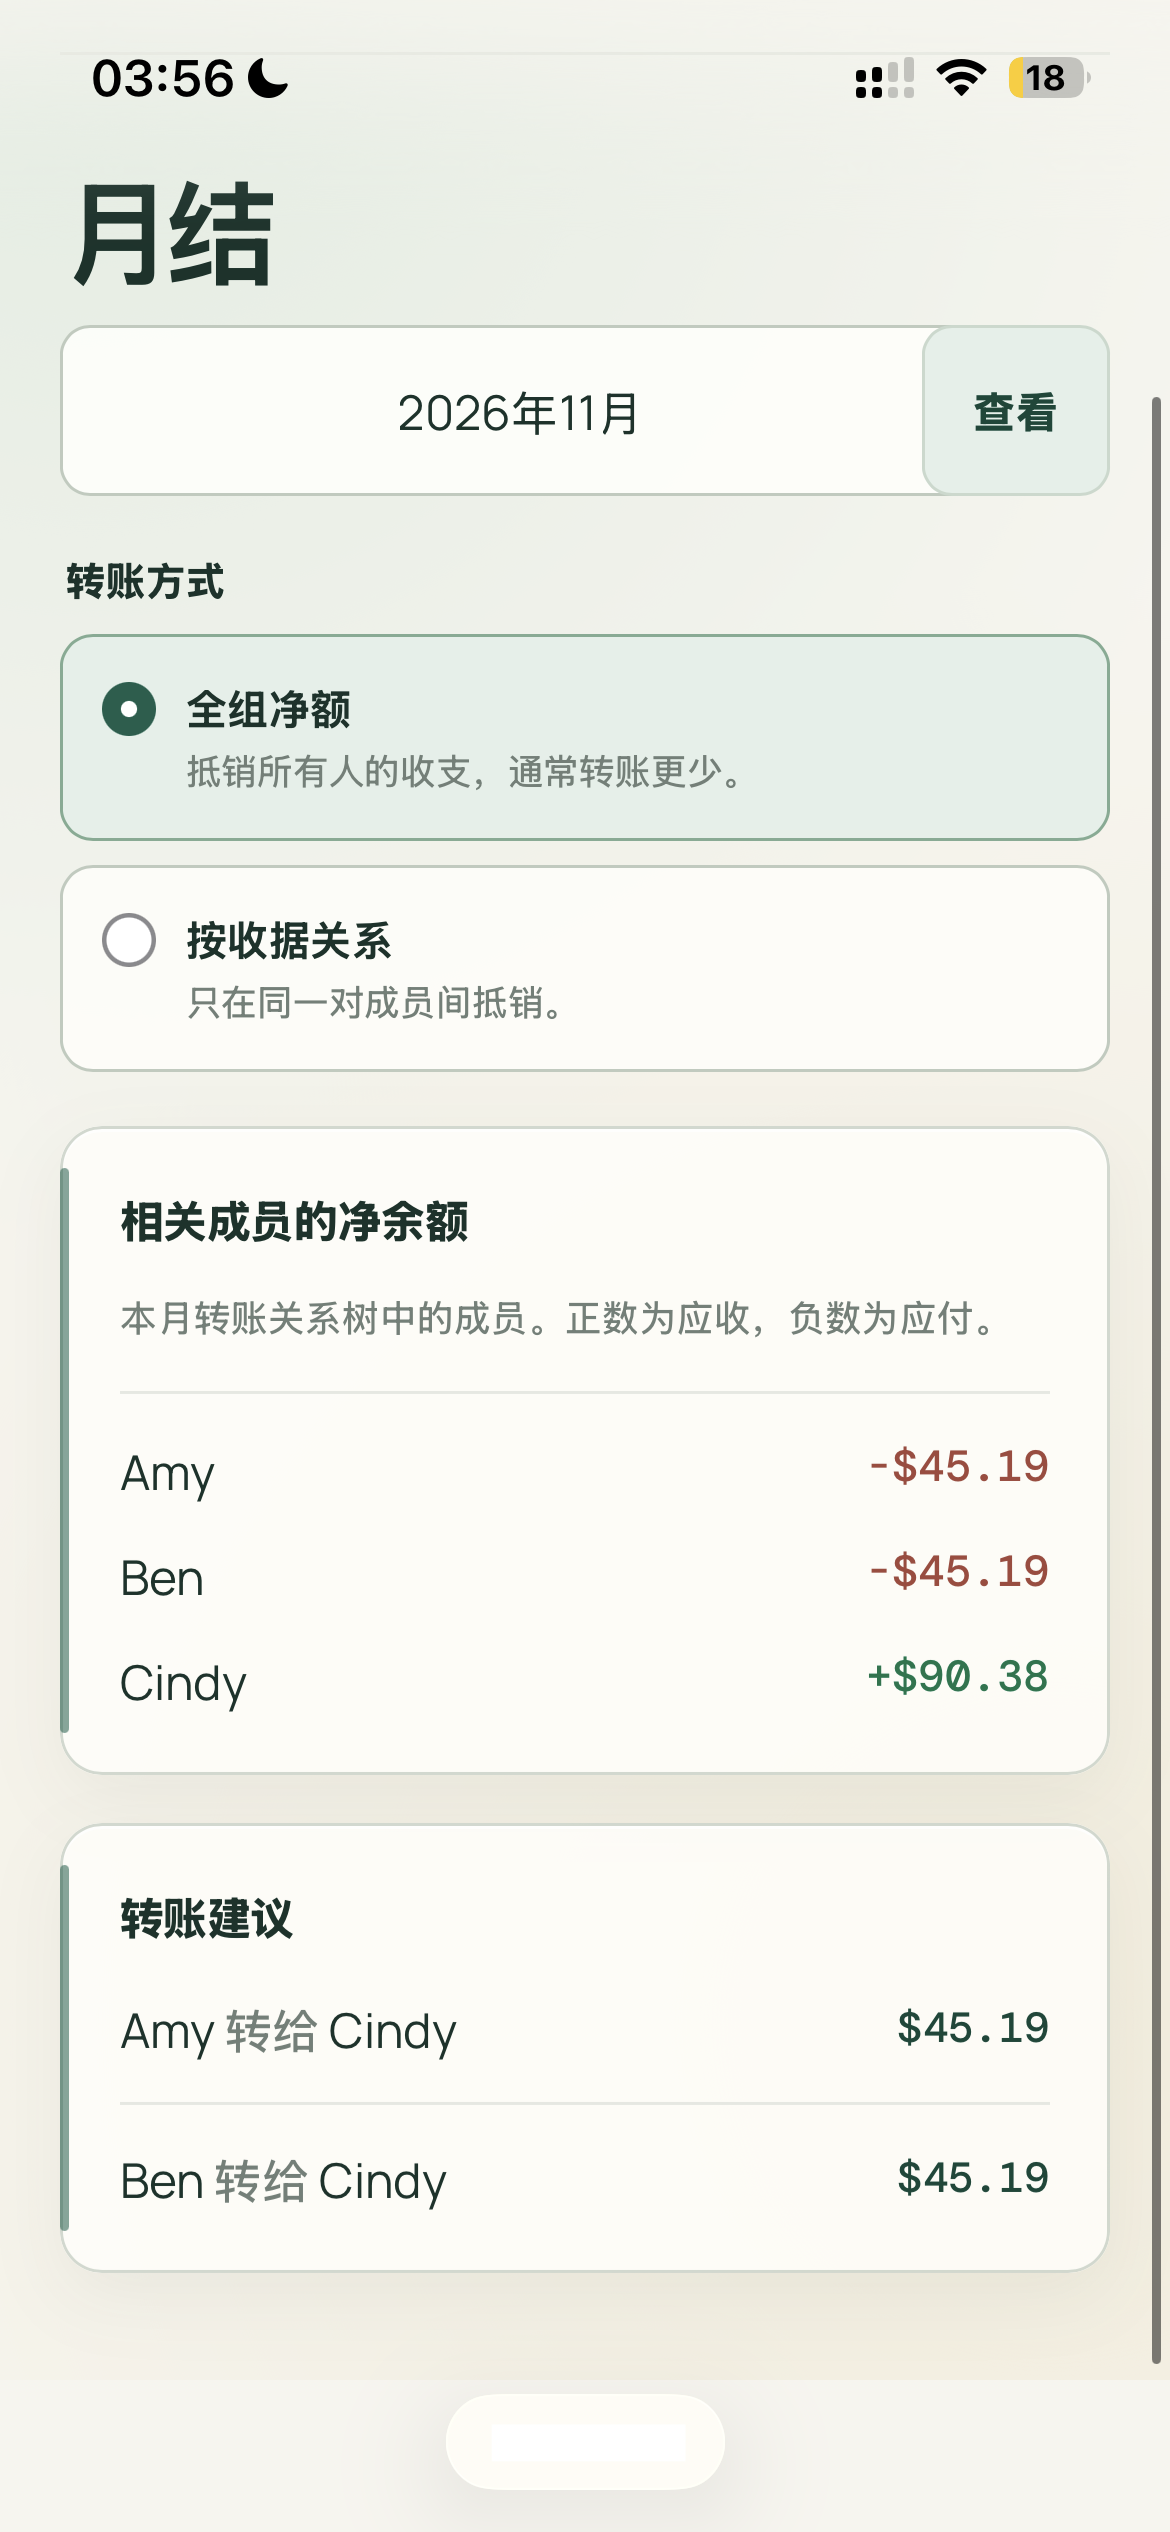 03:56
18
月结
2026年11月
查看
转账方式
全组净额
抵销所有人的收支，通常转账更少。
按收据关系
只在同一对成员间抵销。
相关成员的净余额
本月转账关系树中的成员。正数为应收，负数为应付。
Amy -$45.19
Ben -$45.19
Cindy +$90.38
转账建议
Amy 转给 Cindy $45.19
Ben 转给 Cindy $45.19